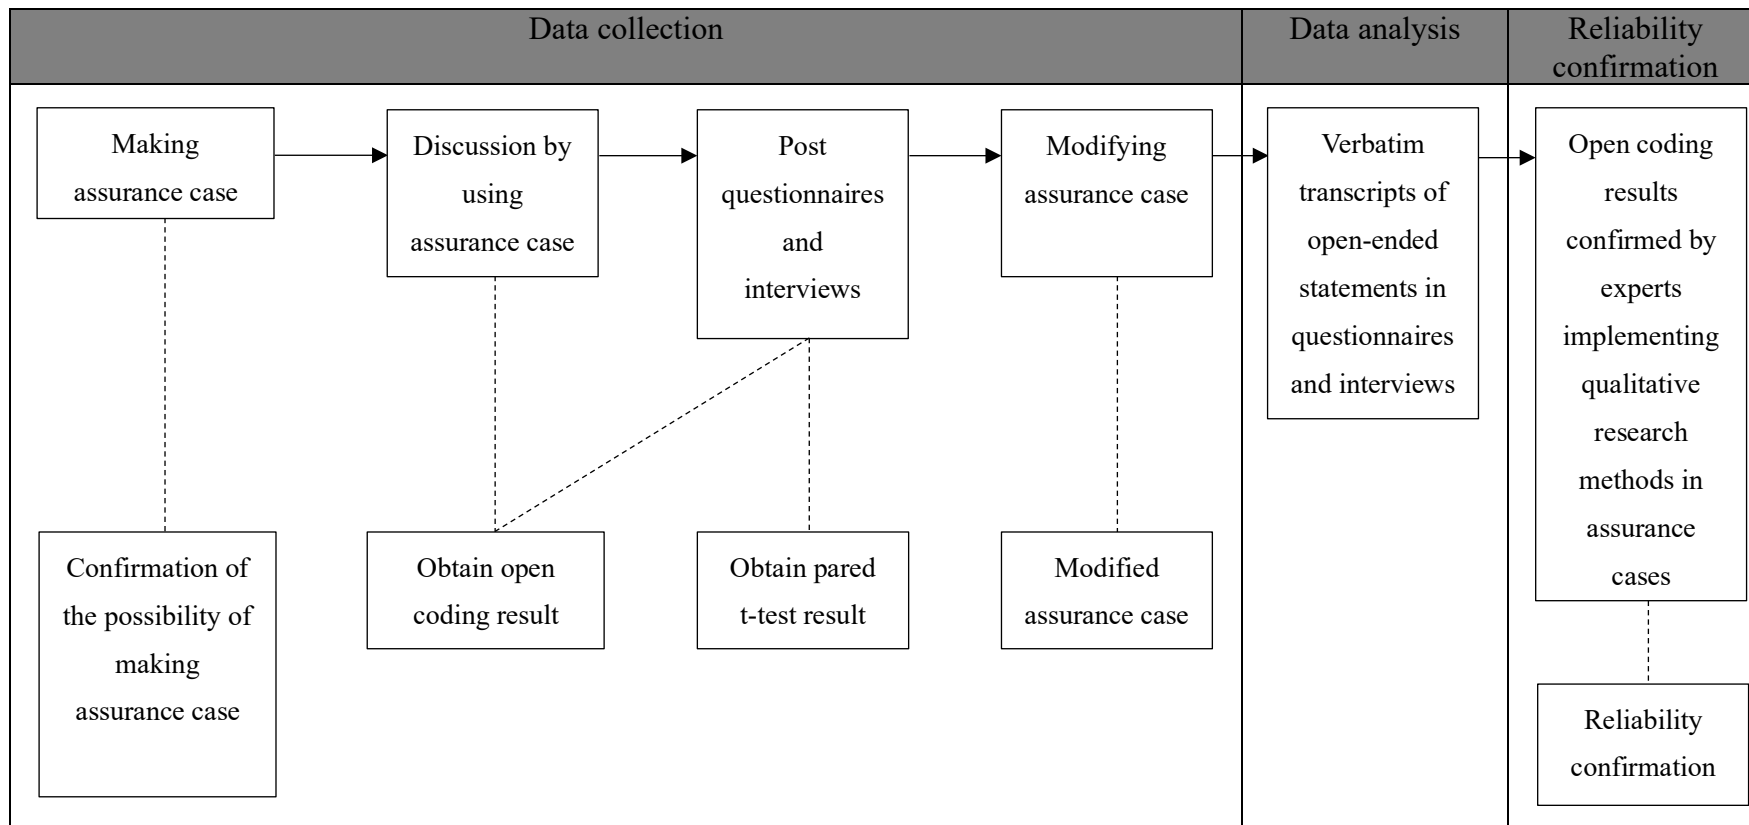 Data collection
Data analysis
Reliability
confirmation
Making
assurance case
Discussion by
using
assurance case
Post
questionnaires
and
interviews
Modifying
assurance case
Verbatim
transcripts of
open-ended
statements in
questionnaires
and interviews
Open coding
results
confirmed by
experts
implementing
qualitative
research
methods in
assurance
cases
Confirmation of
the possibility of
making
assurance case
Obtain open
coding result
Obtain pared
t-test result
Modified
assurance case
Reliability
confirmation